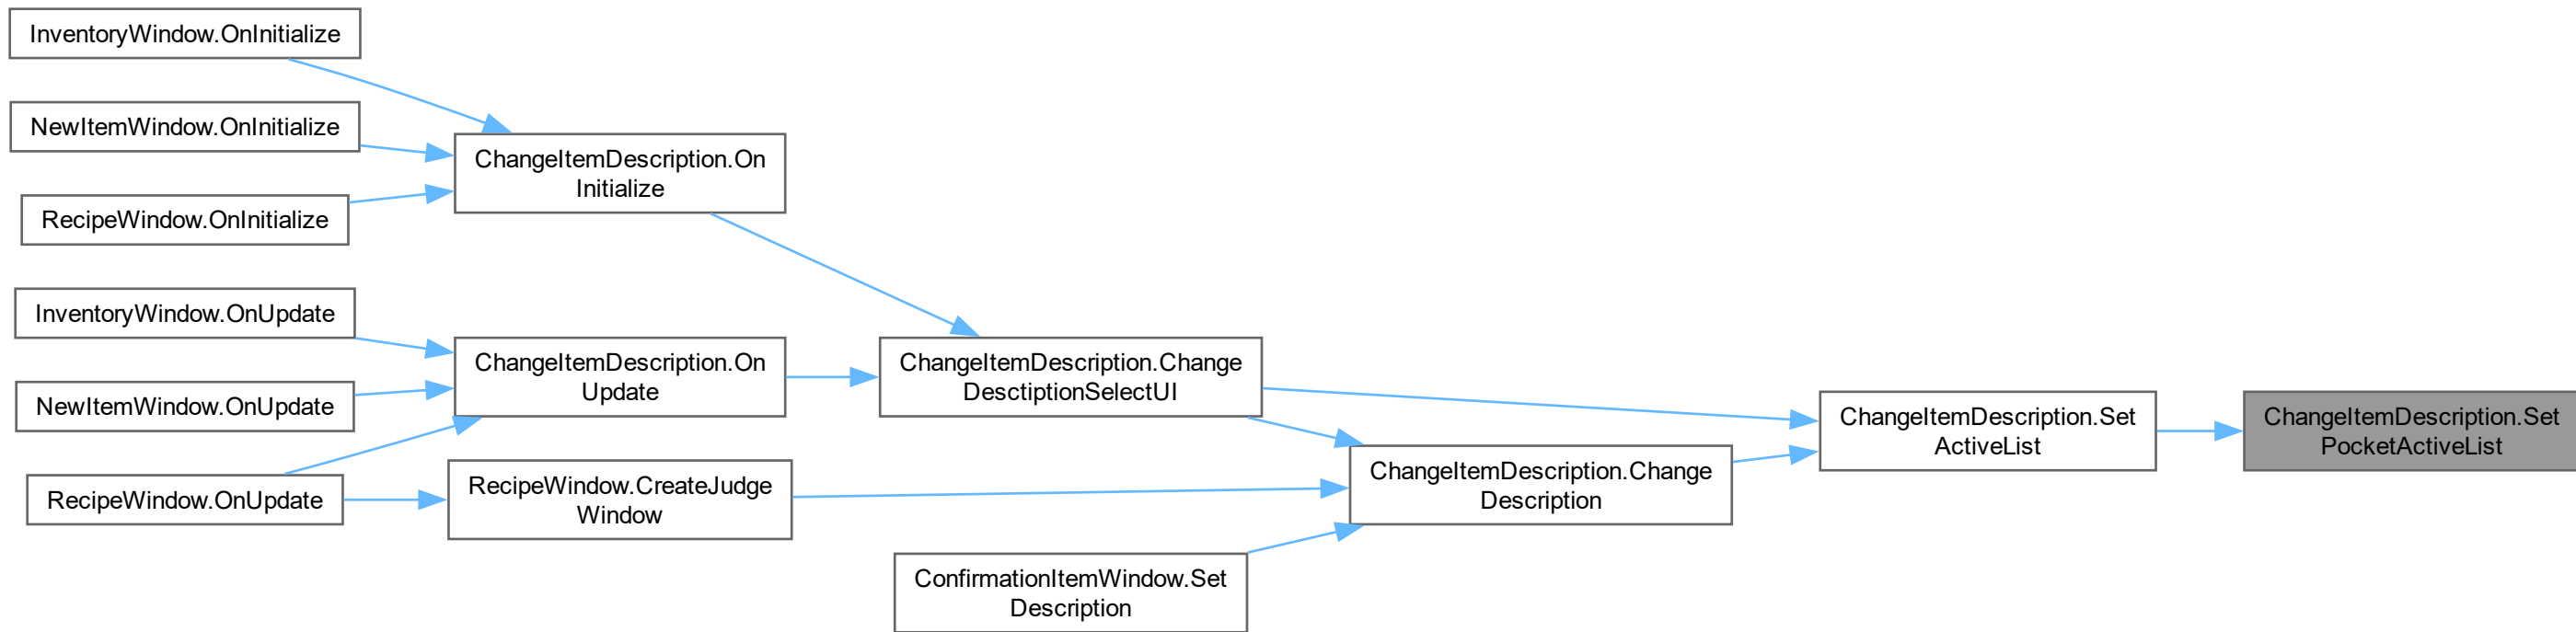 InventoryWindow.OnInitialize
NewItemWindow.OnInitialize
RecipeWindow.OnInitialize
InventoryWindow.OnUpdate
NewItemWindow.OnUpdate
RecipeWindow.OnUpdate
ChangeItemDescription.On
Initialize
ChangeItemDescription.On
Update
RecipeWindow.CreateJudge
Window
ChangeItemDescription.Change
DesctiptionSelectUI
ConfirmationItemWindow.Set
Description
ChangeItemDescription.Change
Description
ChangeItemDescription.Set
ActiveList
ChangeItemDescription.Set
PocketActiveList